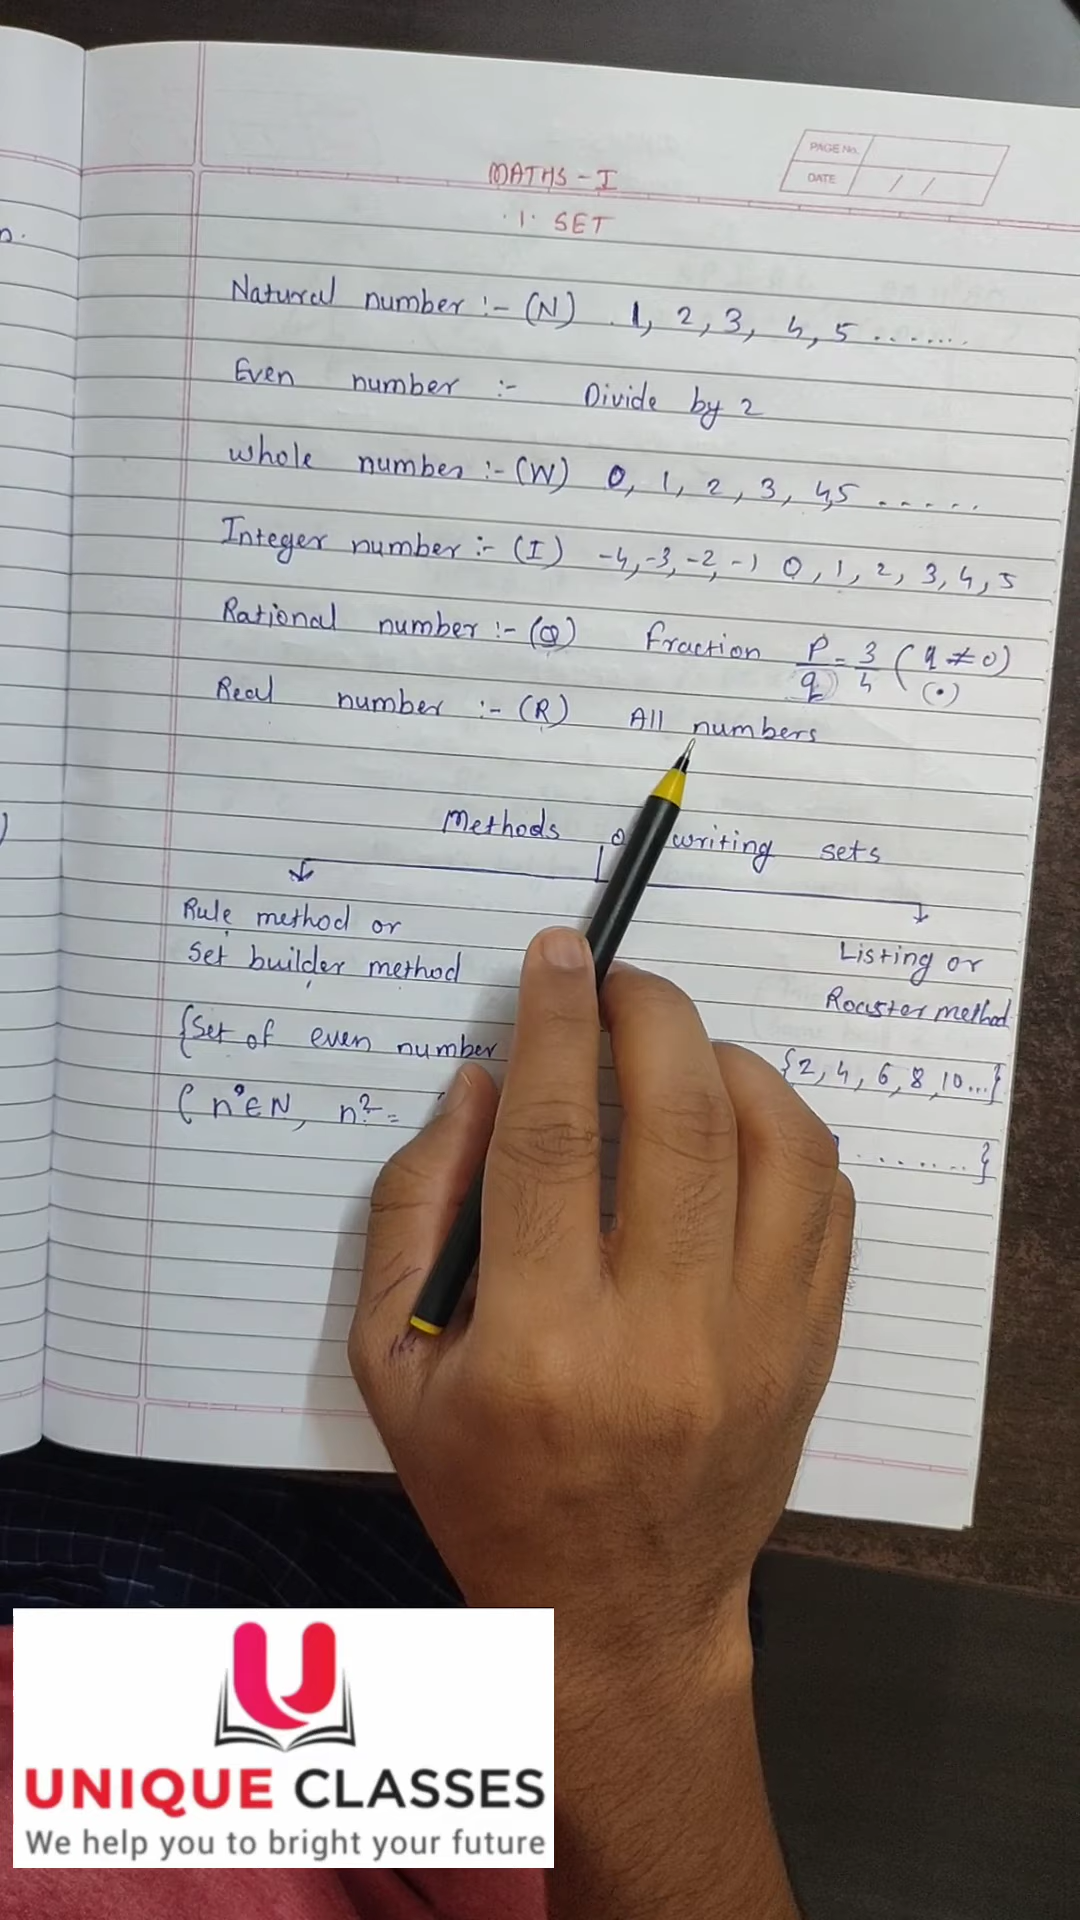 PAGE No.
DATE / /
MATHS - I
1. SET
Natural number :- (N) 1, 2, 3, 4, 5 .......
Even number :- Divide by 2
Whole number :- (W) 0, 1, 2, 3, 4,5 .....
Integer number :- (I) -4, -3, -2, -1 0, 1, 2, 3, 4, 5
Rational number :- (Q) Fraction p/q = 3/4 (q ≠ 0)
Real number :- (R) All numbers
Methods writing sets
Rule method or
Set builder method
Listing or
Rouster method
{Set of even number
{2, 4, 6, 8, 10...}
n ∈ N, n² =
.......}
UNIQUE CLASSES
We help you to bright your future